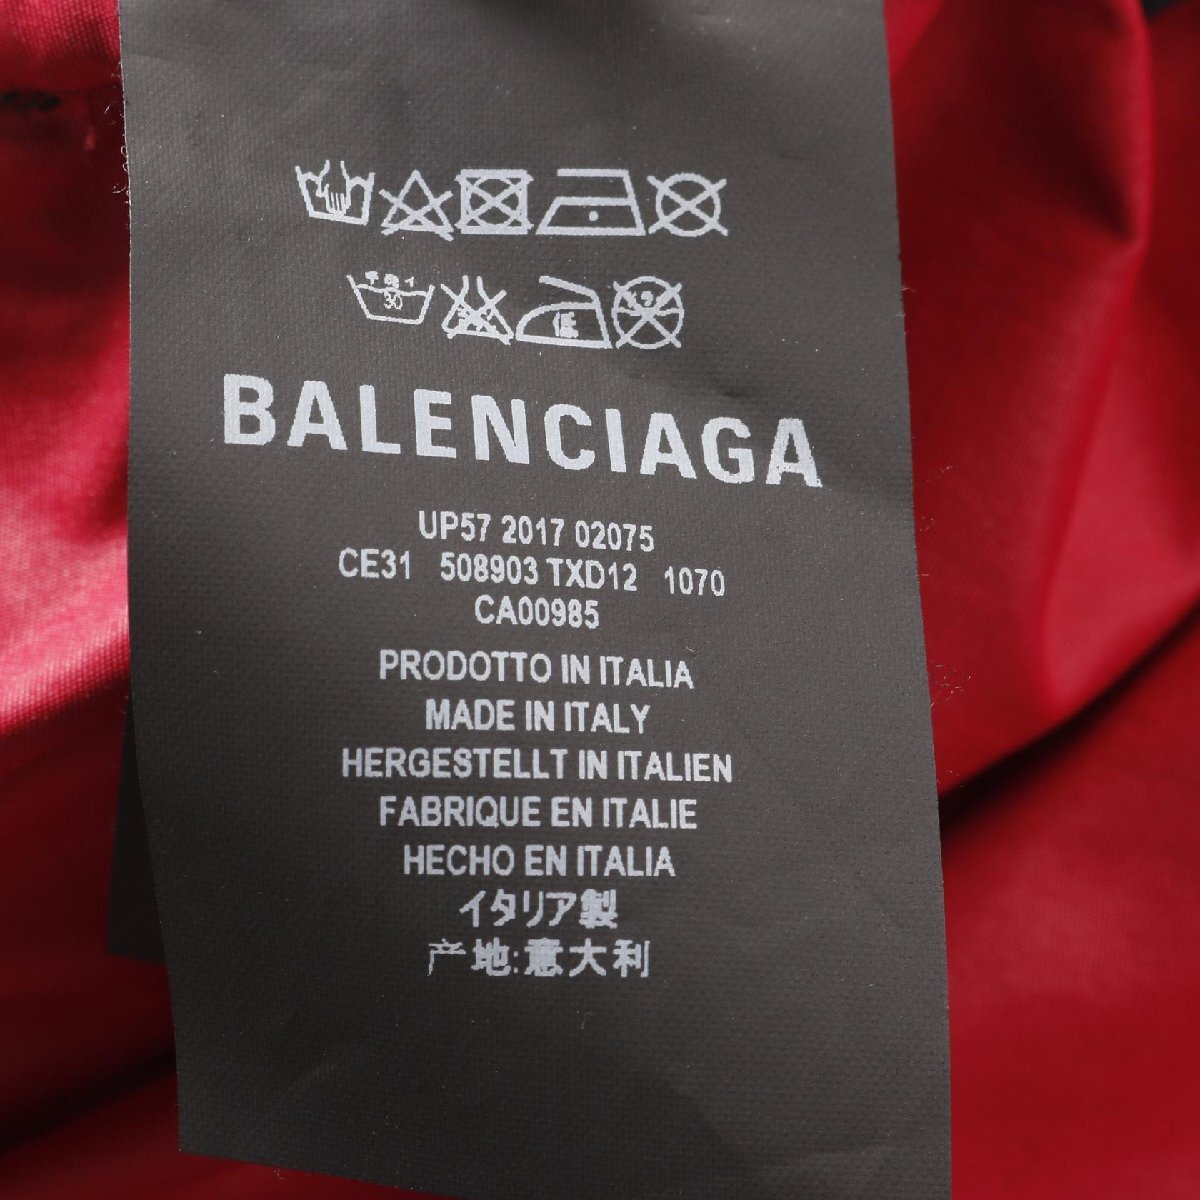 30
BALENCIAGA
UP57 2017 02075
CE31 508903 TXD12 1070
CA00985
PRODOTTO IN ITALIA
MADE IN ITALY
HERGESTELLT IN ITALIEN
FABRIQUE EN ITALIE
HECHO EN ITALIA
イタリア製
产地:意大利